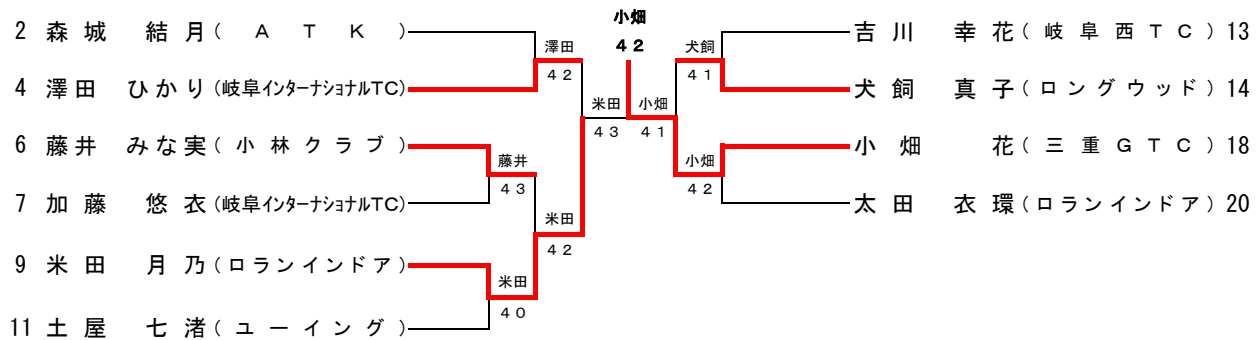 小畑
42
2 森城 結月(ATK)
4 澤田 ひかり(岐阜インターナショナルTC)
6 藤井 みな実(小林クラブ)
7 加藤 悠衣(岐阜インターナショナルTC)
9 米田 月乃(ロランインドア)
11 土屋 七渚(ユーイング)
澤田
42
藤井
43
米田
40
米田
42
米田
43
小畑
41
犬飼
41
小畑
42
吉川 幸花(岐阜西TC) 13
犬飼 真子(ロングウッド) 14
小畑 花(三重GTC) 18
太田 衣環(ロランインドア) 20